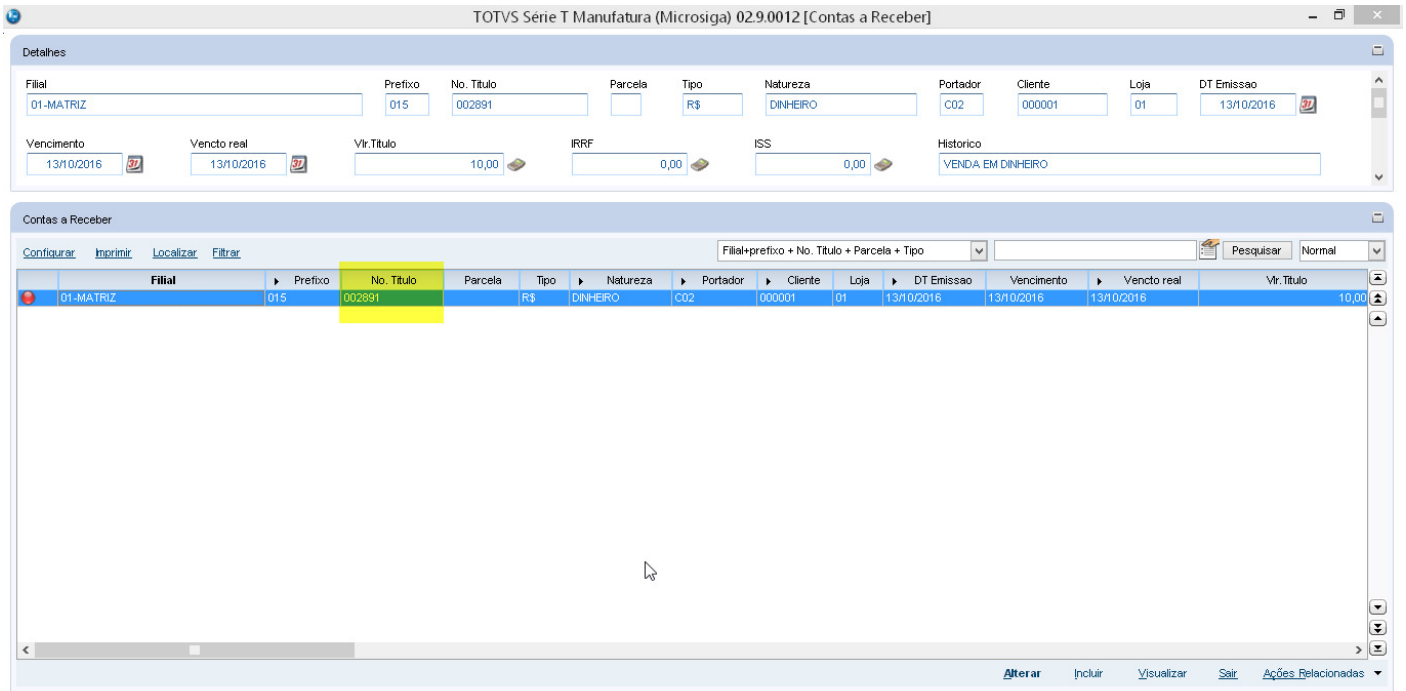 TOTVS Série T Manufatura (Microsiga) 02.9.0012 [Contas a Receber]
Detalhes
Filial Prefixo No. Titulo Parcela Tipo Natureza Portador Cliente Loja DT Emissao
01-MATRIZ 015 002891 R$ DINHEIRO C02 000001 01 13/10/2016 31
Vencimento Vencto real Vlr.Titulo IRRF ISS Historico
13/10/2016 31 13/10/2016 31 10,00 0,00 0,00 VENDA EM DINHEIRO
Contas a Receber
Configurar Imprimir Localizar Filtrar Filial+prefixo + No. Titulo + Parcela + Tipo Pesquisar Normal
Filial Prefixo No. Titulo Parcela Tipo Natureza Portador Cliente Loja DT Emissao Vencimento Vencto real Vlr.Titulo
01-MATRIZ 015 002891 R$ DINHEIRO C02 000001 01 13/10/2016 13/10/2016 13/10/2016 10,00
Alterar Incluir Visualizar Sair Ações Relacionadas